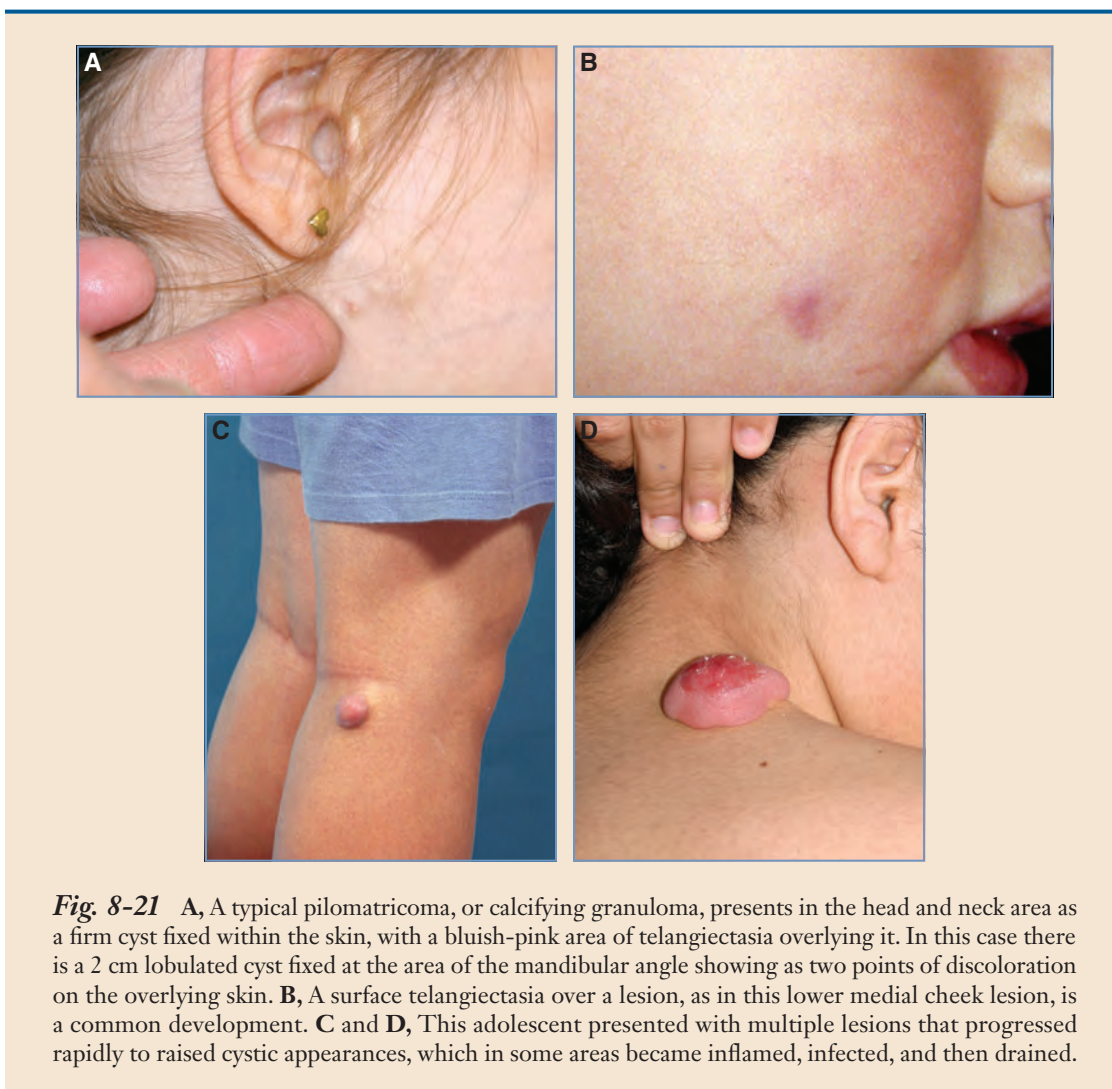 A
B
C
D
Fig. 8-21 A, A typical pilomatricoma, or calcifying granuloma, presents in the head and neck area as
a firm cyst fixed within the skin, with a bluish-pink area of telangiectasia overlying it. In this case there
is a 2 cm lobulated cyst fixed at the area of the mandibular angle showing as two points of discoloration
on the overlying skin. B, A surface telangiectasia over a lesion, as in this lower medial cheek lesion, is
a common development. C and D, This adolescent presented with multiple lesions that progressed
rapidly to raised cystic appearances, which in some areas became inflamed, infected, and then drained.